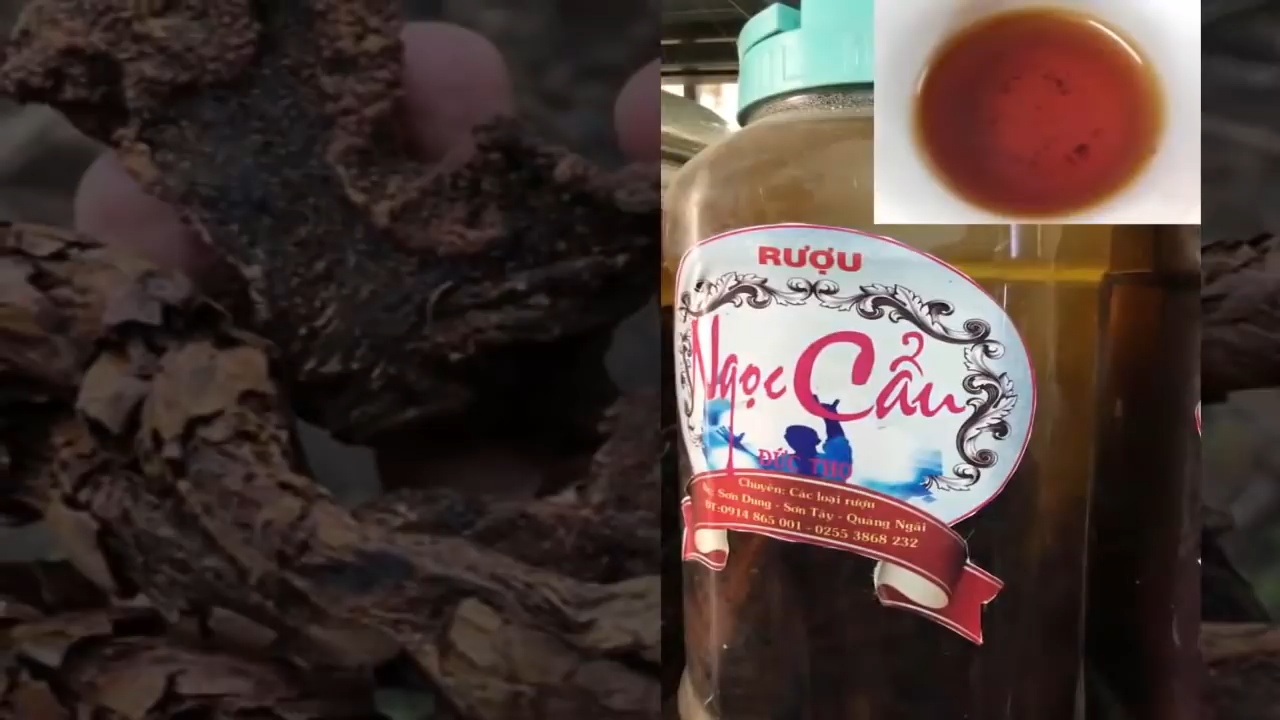 RƯỢU
Ngọc Cẩu
ĐỨC THỌ
Chuyên: Các loại rượu
Sơn Dung - Sơn Tây - Quảng Ngãi
ĐT:0914 865 001 - 0255 3868 232